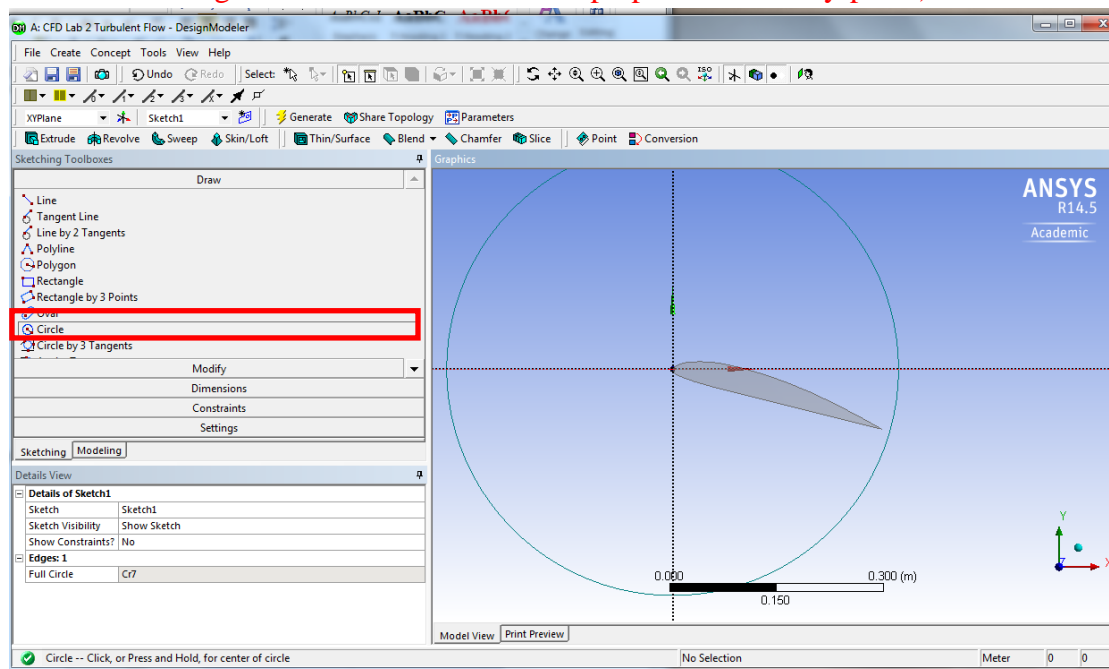 A: CFD Lab 2 Turbulent Flow - DesignModeler
File Create Concept Tools View Help
Undo Redo Select:
XYPlane Sketch1 Generate Share Topology Parameters
Extrude Revolve Sweep Skin/Loft Thin/Surface Blend Chamfer Slice Point Conversion
Sketching Toolboxes
Draw
Line
Tangent Line
Line by 2 Tangents
Polyline
Polygon
Rectangle
Rectangle by 3 Points
Oval
Circle
Circle by 3 Tangents
Modify
Dimensions
Constraints
Settings
Sketching Modeling
Details View
Details of Sketch1
Sketch Sketch1
Sketch Visibility Show Sketch
Show Constraints? No
Edges: 1
Full Circle Cr7
Graphics
ANSYS
R14.5
Academic
Y
X
Z
0.000 0.300 (m)
0.150
Model View Print Preview
Circle -- Click, or Press and Hold, for center of circle No Selection Meter 0 0